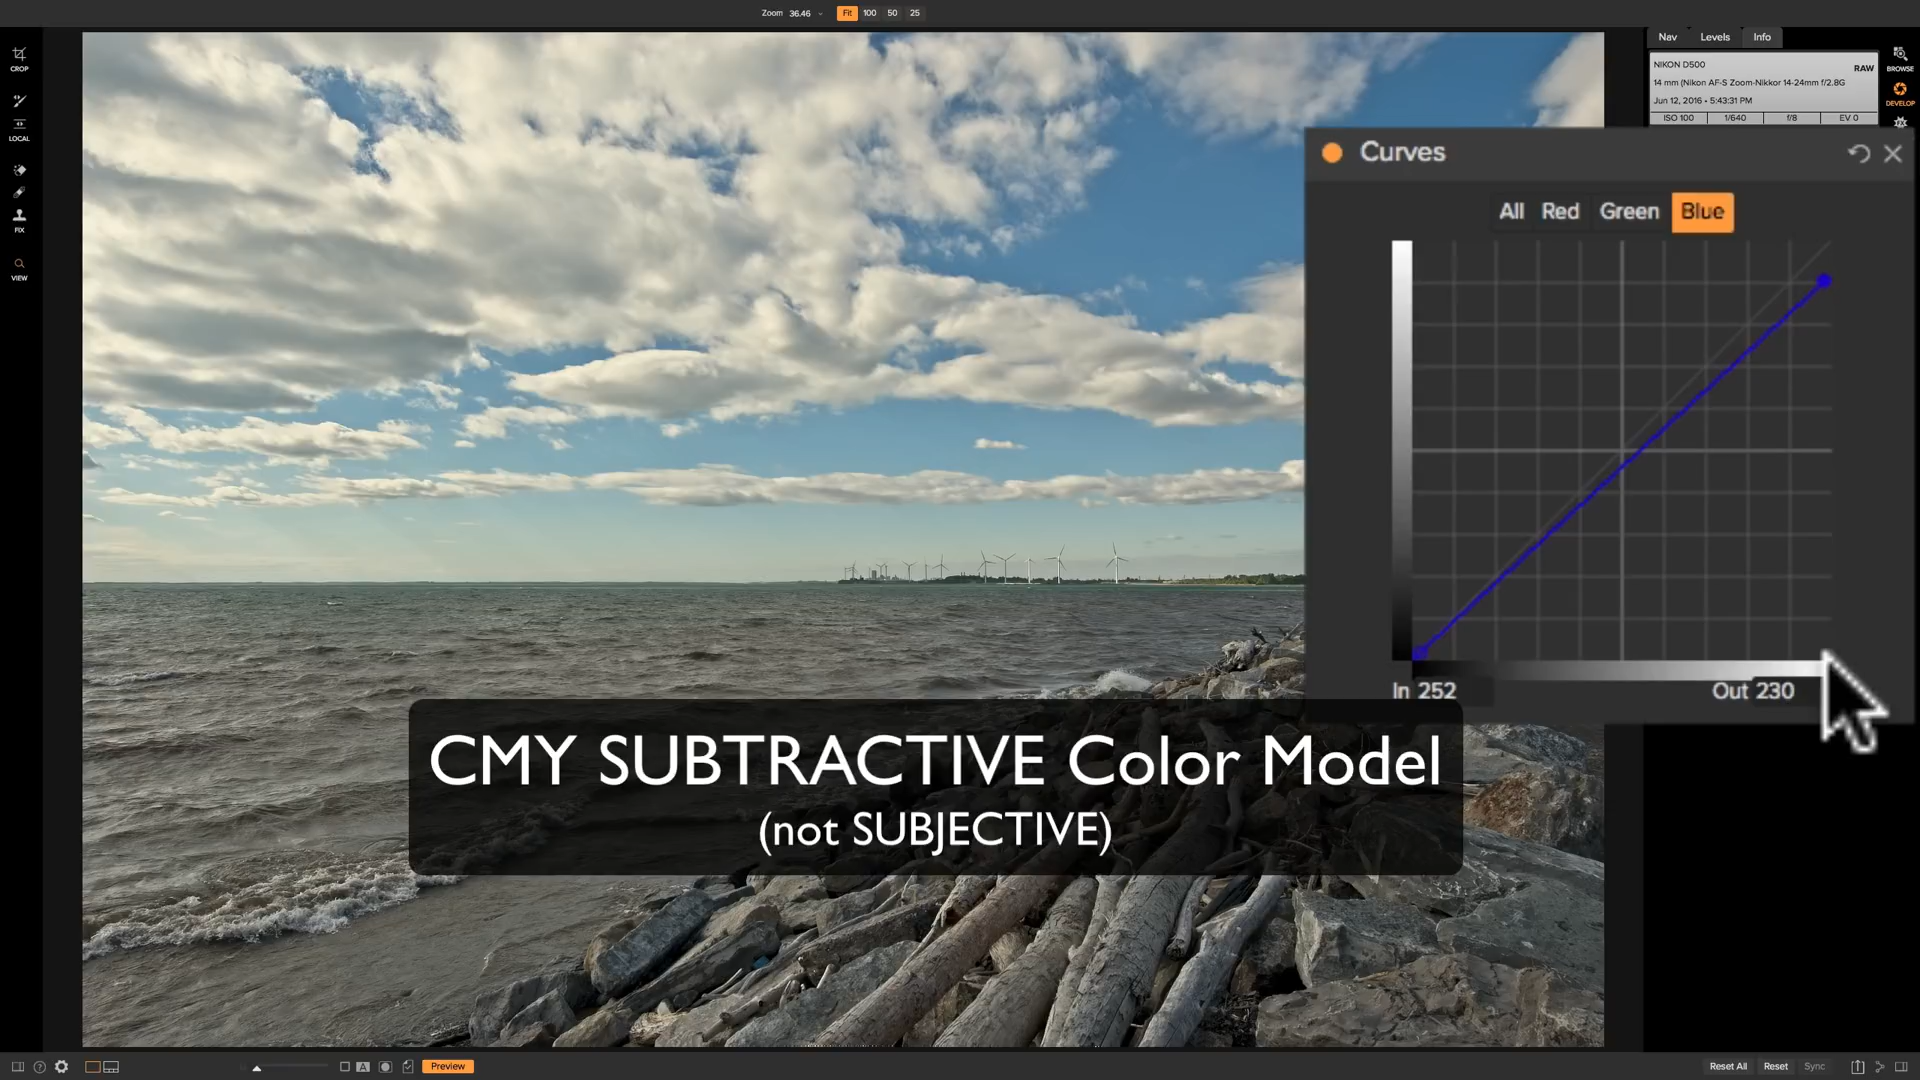 Zoom 36.46 Fit 100 50 25
Nav Levels Info
CROP
LOCAL
FIX
VIEW
NIKON D500
RAW
14 mm (Nikon AF-S Zoom-Nikkor 14-24mm f/2.8G
Jun 12, 2016 • 5:43:31 PM
ISO 100 1/640 f/8 EV 0
BROWSE
DEVELOP
Curves
All Red Green Blue
In 252 Out 230
CMY SUBTRACTIVE Color Model
(not SUBJECTIVE)
A Preview
Reset All Reset Sync